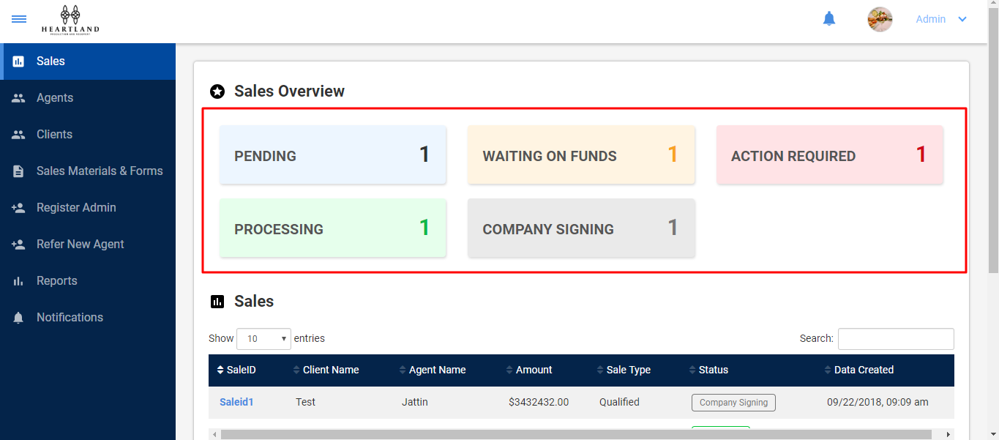 HEARTLAND
Admin
Sales
Agents
Clients
Sales Materials & Forms
Register Admin
Refer New Agent
Reports
Notifications
Sales Overview
PENDING 1
WAITING ON FUNDS 1
ACTION REQUIRED 1
PROCESSING 1
COMPANY SIGNING 1
Sales
Show 10 entries
Search:
SaleID Client Name Agent Name Amount Sale Type Status Data Created
Saleid1 Test Jattin $3432432.00 Qualified Company Signing 09/22/2018, 09:09 am